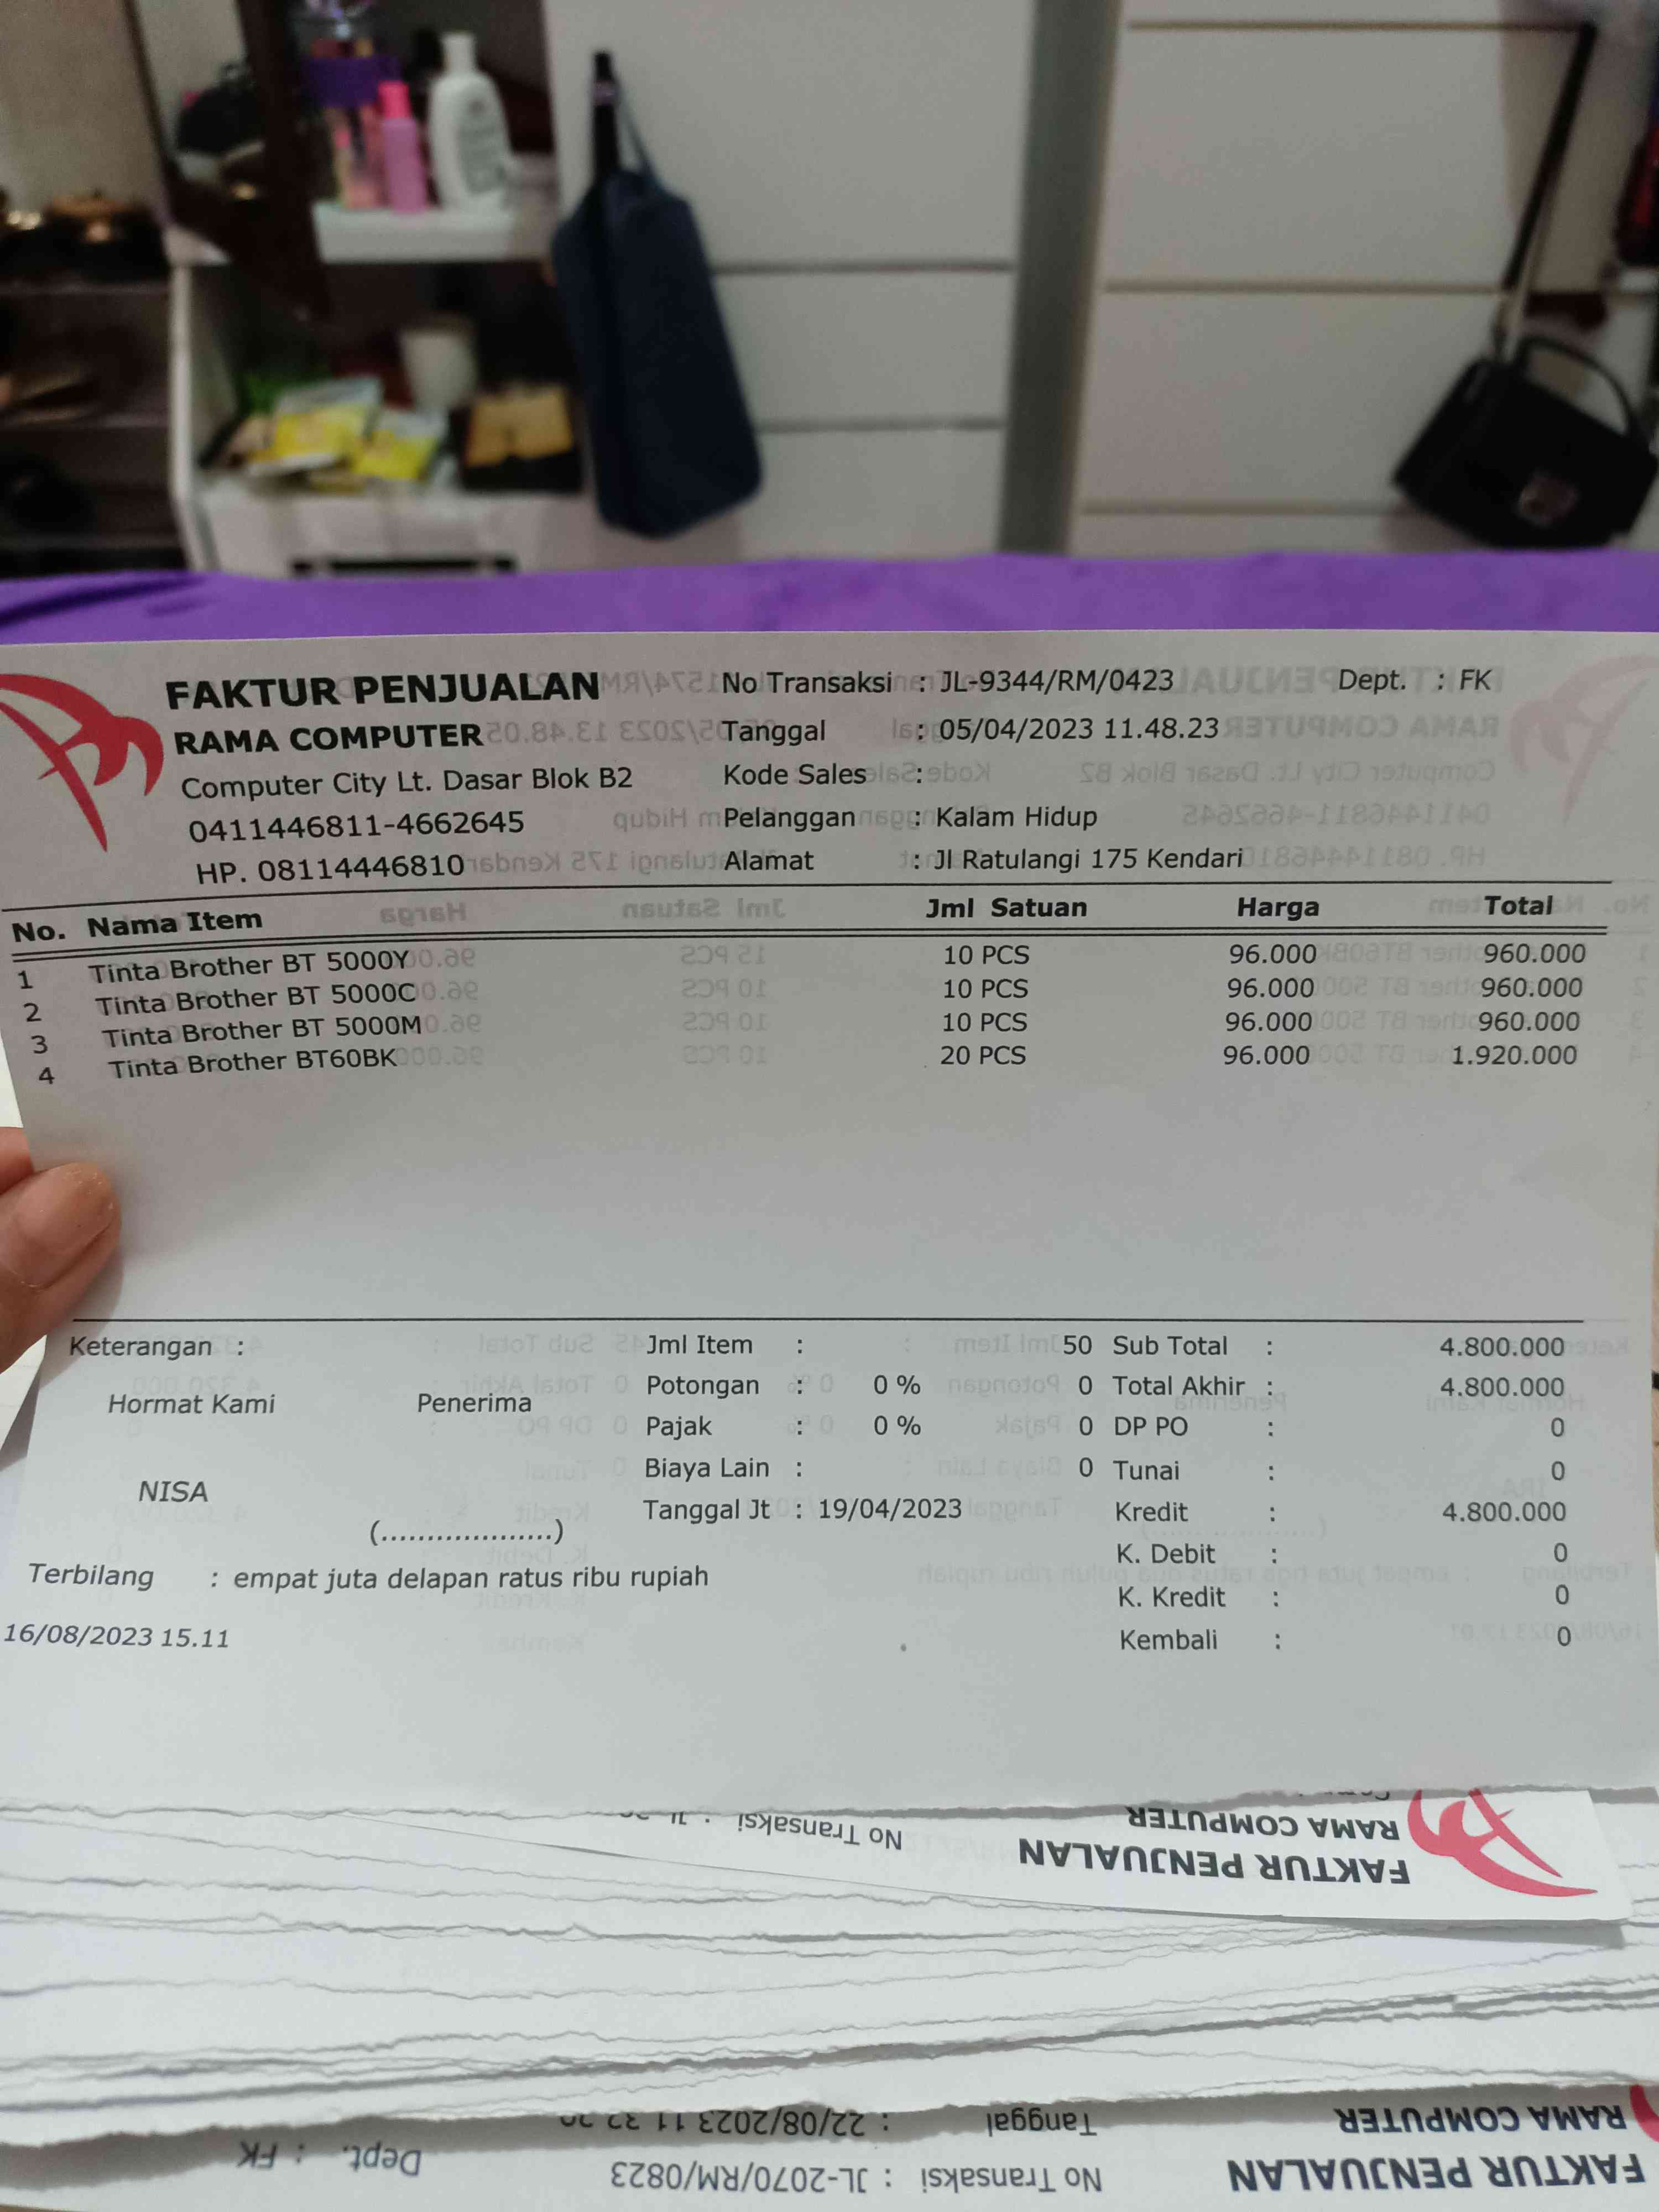 FAKTUR PENJUALAN
RAMA COMPUTER
Computer City Lt. Dasar Blok B2
0411446811-4662645
HP. 08114446810
No Transaksi : JL-9344/RM/0423 Dept. : FK
Tanggal : 05/04/2023 11.48.23
Kode Sales :
Pelanggan : Kalam Hidup
Alamat : Jl Ratulangi 175 Kendari
No. Nama Item Jml Satuan Harga Total
1 Tinta Brother BT 5000Y 10 PCS 96.000 960.000
2 Tinta Brother BT 5000C 10 PCS 96.000 960.000
3 Tinta Brother BT 5000M 10 PCS 96.000 960.000
4 Tinta Brother BT60BK 20 PCS 96.000 1.920.000
Keterangan :
Hormat Kami Penerima
NISA
(...................)
Jml Item : 50
Potongan : 0 % 0
Pajak : 0 % 0
Biaya Lain : 0
Tanggal Jt : 19/04/2023
Sub Total : 4.800.000
Total Akhir : 4.800.000
DP PO : 0
Tunai : 0
Kredit : 4.800.000
K. Debit : 0
K. Kredit : 0
Kembali : 0
Terbilang : empat juta delapan ratus ribu rupiah
16/08/2023 15.11
FAKTUR PENJUALAN No Transaksi
RAMA COMPUTER
FAKTUR PENJUALAN No Transaksi : JL-2070/RM/0823 Dept. : FK
RAMA COMPUTER Tanggal : 22/08/2023